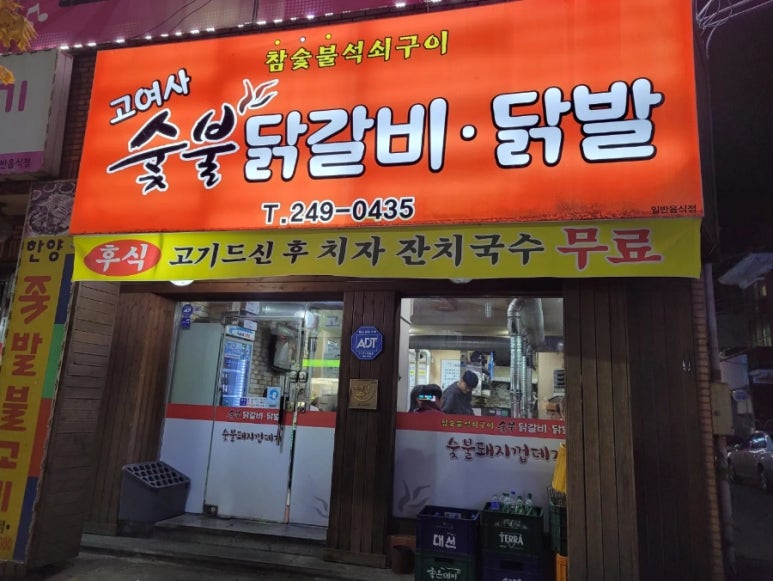 참숯불석쇠구이
고여사
숯불 닭갈비·닭발
T.249-0435
일반음식점
후식 고기드신 후 치자 잔치국수 무료
한양
족발불고기
ADT
숯불 닭갈비·닭발
숯불돼지껍데기
참숯불석쇠구이 숯불 닭갈비·닭발
숯불돼지껍데기
대선
TERRA
좋은데이